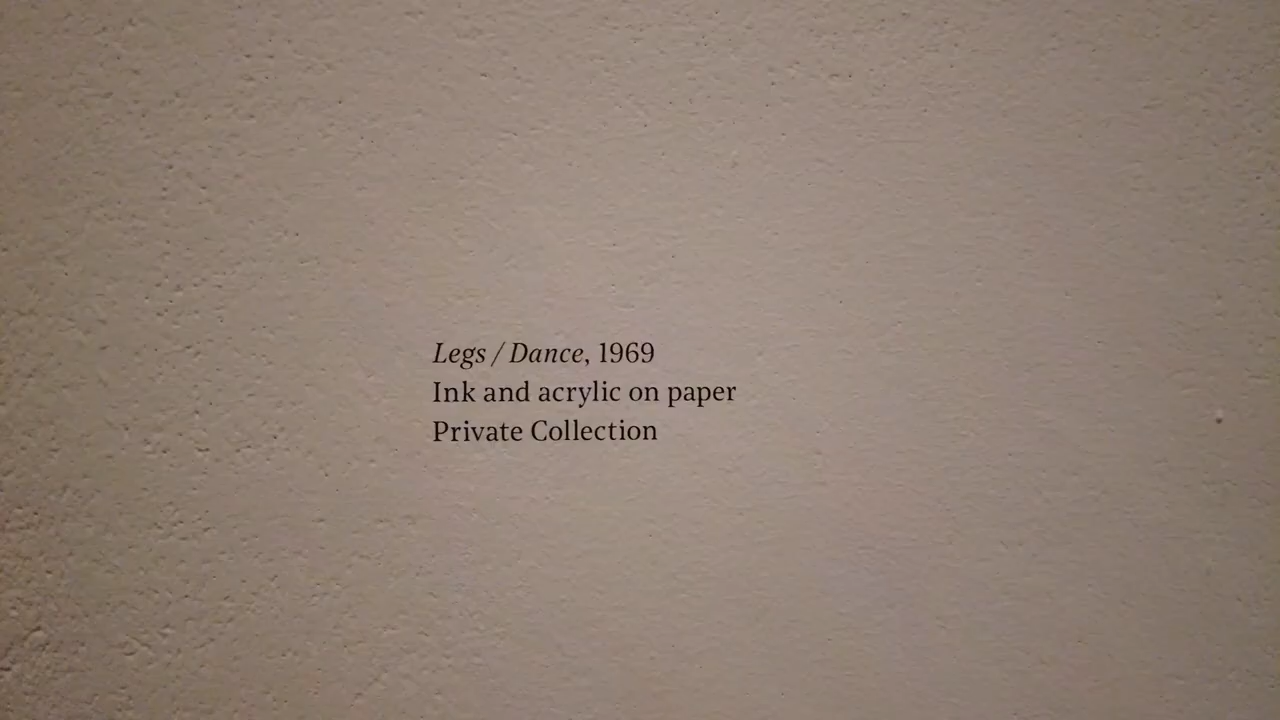 Legs / Dance, 1969
Ink and acrylic on paper
Private Collection